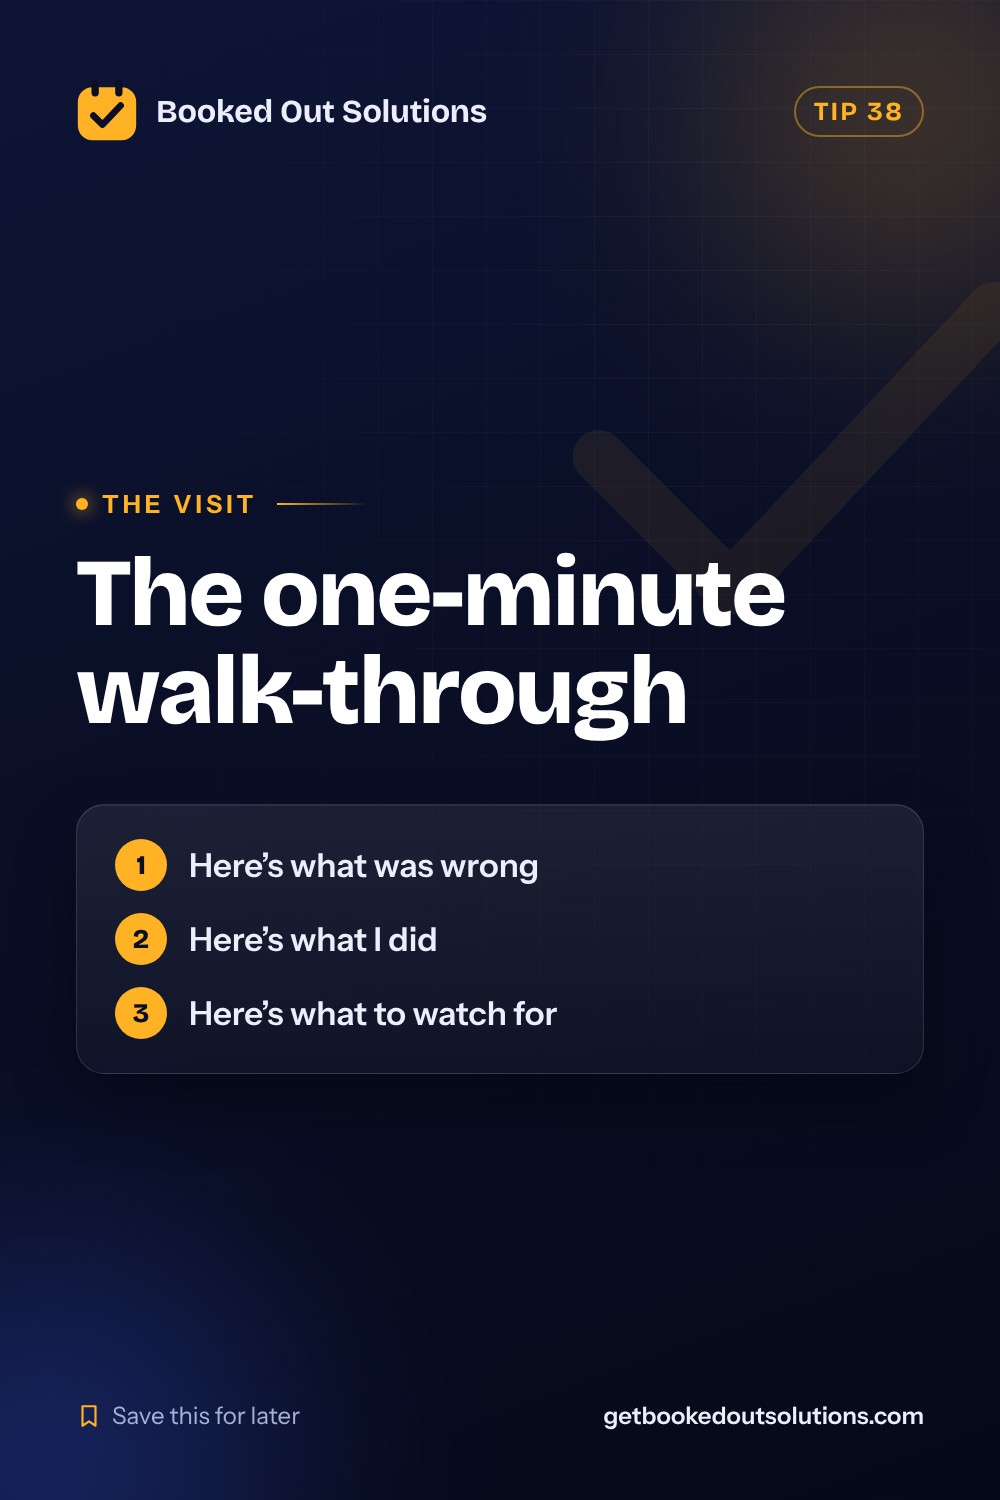 Booked Out Solutions
TIP 38
THE VISIT
The one-minute
walk-through
1 Here’s what was wrong
2 Here’s what I did
3 Here’s what to watch for
Save this for later
getbookedoutsolutions.com